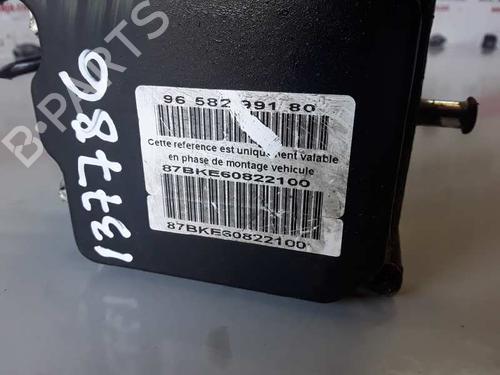 B-PARTS
137786
96 582 991 80
Cette reference est uniquement valable
en phase de montage vehicule
87BKE60822100
87BKE60822100